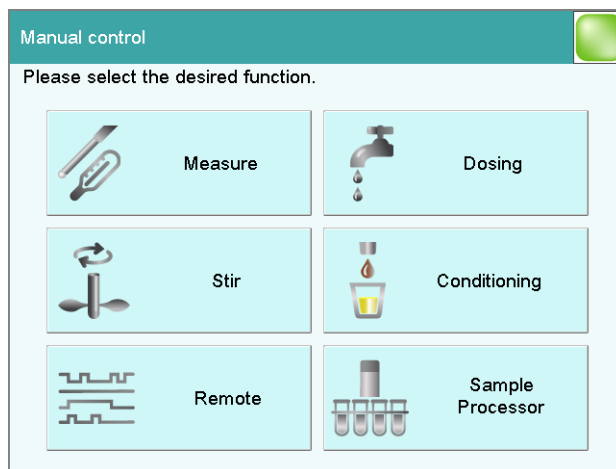 Manual control
Please select the desired function.
Measure
Dosing
Stir
Conditioning
Remote
Sample
Processor